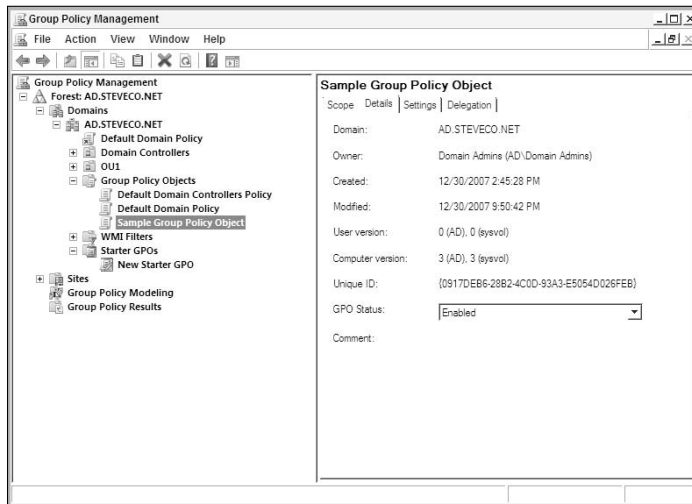 Group Policy Management
File Action View Window Help
Group Policy Management
Forest: AD.STEVECO.NET
Domains
AD.STEVECO.NET
Default Domain Policy
Domain Controllers
OU1
Group Policy Objects
Default Domain Controllers Policy
Default Domain Policy
Sample Group Policy Object
WMI Filters
Starter GPOs
New Starter GPO
Sites
Group Policy Modeling
Group Policy Results
Sample Group Policy Object
Scope Details Settings Delegation
Domain: AD.STEVECO.NET
Owner: Domain Admins (AD\Domain Admins)
Created: 12/30/2007 2:45:28 PM
Modified: 12/30/2007 9:50:42 PM
User version: 0 (AD), 0 (sysvol)
Computer version: 3 (AD), 3 (sysvol)
Unique ID: {0917DEB6-28B2-4C0D-93A3-E5054D026FEB}
GPO Status: Enabled
Comment: